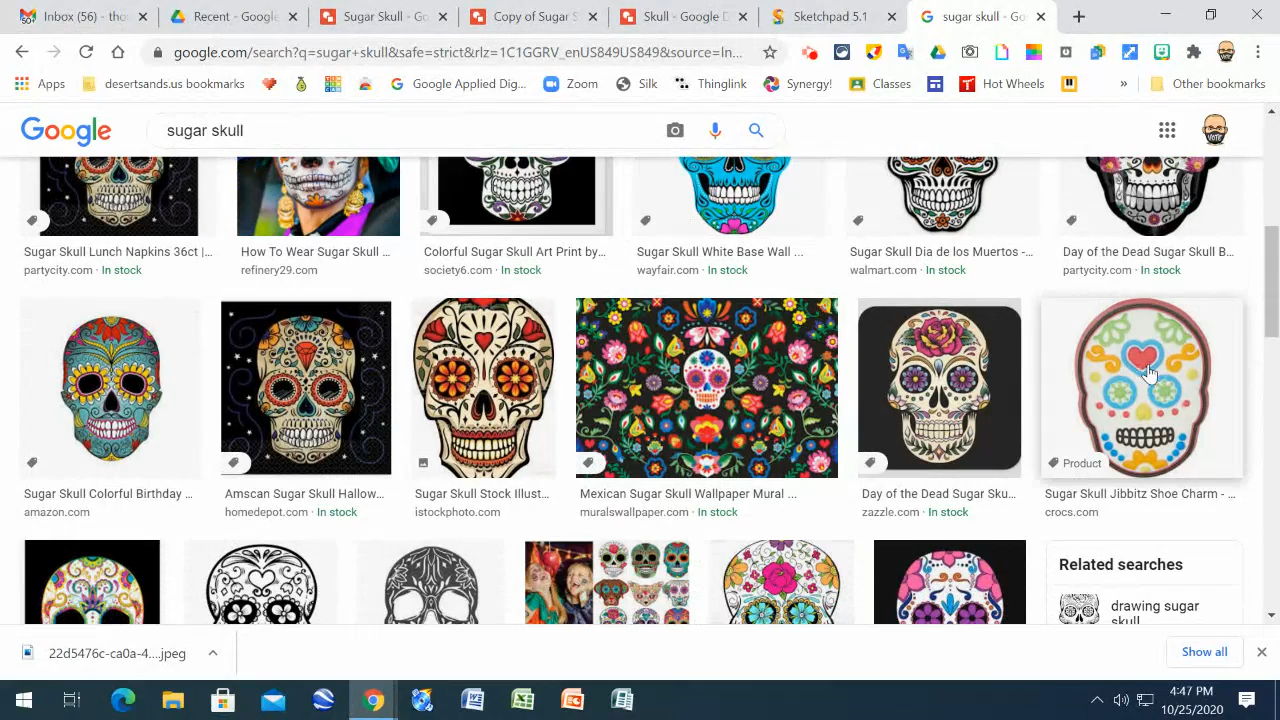 Inbox (56) - tho
Recent - Google
Sugar Skull - G
Copy of Sugar S
Skull - Google D
Sketchpad 5.1
sugar skull - Go
google.com/search?q=sugar+skull&safe=strict&rlz=1C1GGRV_enUS849US849&source=ln...
Apps
desertsands.us bookmarks
Google Applied Dig...
Zoom
Silk
Thinglink
Synergy!
Classes
Hot Wheels
»
Other bookmarks
Google
sugar skull
VOTE
Sugar Skull Lunch Napkins 36ct |...
How To Wear Sugar Skull ...
Colorful Sugar Skull Art Print by...
Sugar Skull White Base Wall ...
Sugar Skull Dia de los Muertos -...
Day of the Dead Sugar Skull B...
partycity.com · In stock
refinery29.com
society6.com · In stock
wayfair.com · In stock
walmart.com · In stock
partycity.com · In stock
Product
Sugar Skull Colorful Birthday ...
Amscan Sugar Skull Hallow...
Sugar Skull Stock Illust...
Mexican Sugar Skull Wallpaper Mural ...
Day of the Dead Sugar Sku...
Sugar Skull Jibbitz Shoe Charm - ...
amazon.com
homedepot.com · In stock
istockphoto.com
muralswallpaper.com · In stock
zazzle.com · In stock
crocs.com
Related searches
drawing sugar
skull
22d5476c-ca0a-4....jpeg
Show all
4:47 PM
10/25/2020